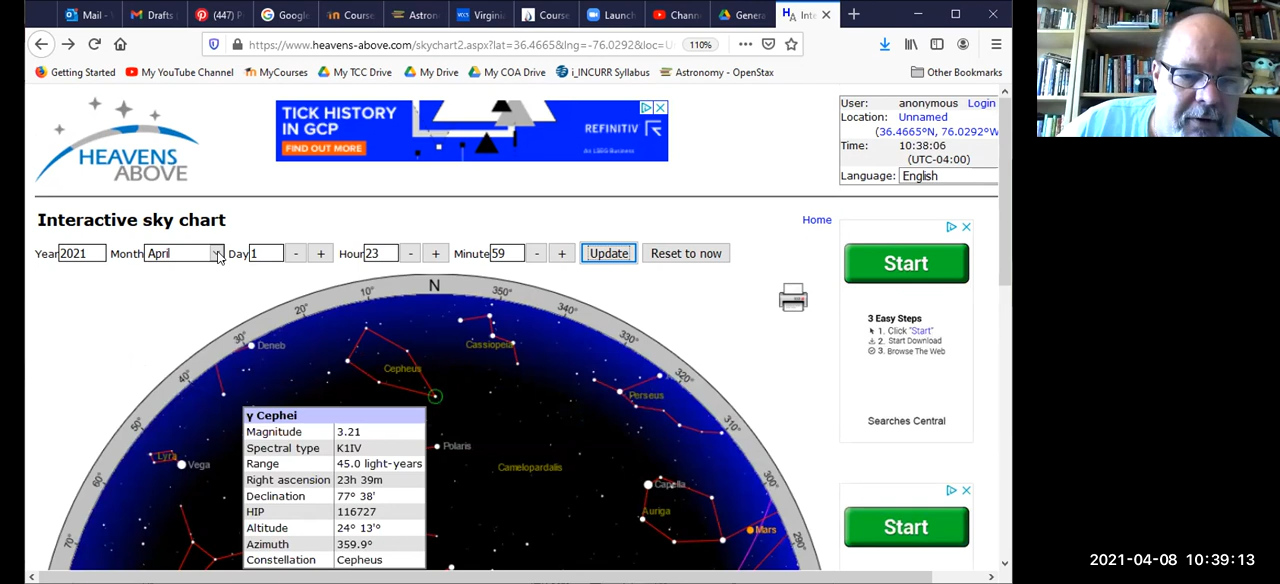 Mail -
Drafts
(447) P
Google
Course
Astron
Virginia
Course
Launch
Chann
Genera
Inte
https://www.heavens-above.com/skychart2.aspx?lat=36.4665&lng=-76.0292&loc=U
110%
Getting Started
My YouTube Channel
MyCourses
My TCC Drive
My Drive
My COA Drive
i_INCURR Syllabus
Astronomy - OpenStax
Other Bookmarks
HEAVENS
ABOVE
TICK HISTORY
IN GCP
FIND OUT MORE
REFINITIV
An LSEG Business
User: anonymous Login
Location: Unnamed
(36.4665°N, 76.0292°W
Time: 10:38:06
(UTC-04:00)
Language: English
Interactive sky chart
Home
Year 2021 Month April Day 1 - + Hour 23 - + Minute 59 - + Update Reset to now
N
10°
20°
30°
40°
50°
60°
70°
350°
340°
330°
320°
310°
300°
290°
Deneb
Cassiopeia
Cepheus
Perseus
Lyra
Vega
Polaris
Camelopardalis
Capella
Auriga
Mars
γ Cephei
Magnitude 3.21
Spectral type K1IV
Range 45.0 light-years
Right ascension 23h 39m
Declination 77° 38'
HIP 116727
Altitude 24° 13'°
Azimuth 359.9°
Constellation Cepheus
Start
3 Easy Steps
1. Click "Start"
2. Start Download
3. Browse The Web
Searches Central
Start
2021-04-08 10:39:13